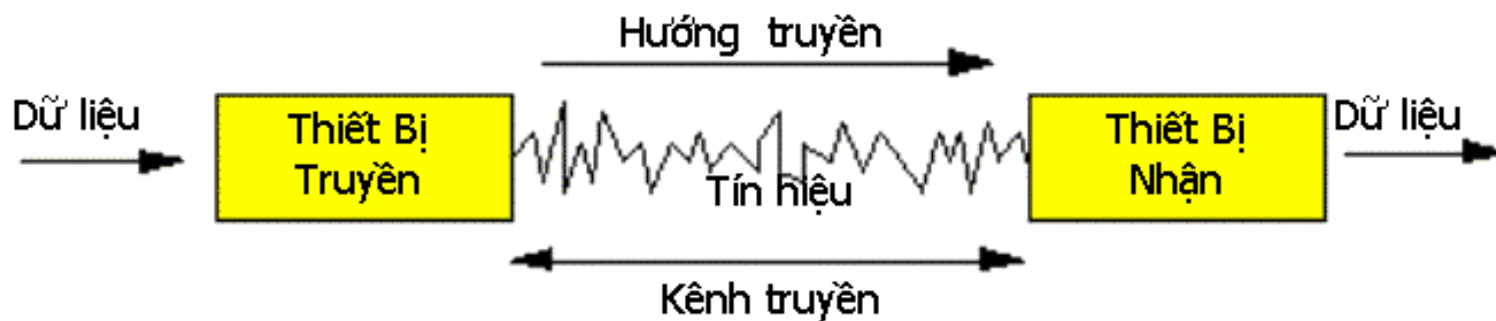 Hướng truyền
Dữ liệu
Thiết Bị
Truyền
Tín hiệu
Thiết Bị
Nhận
Dữ liệu
Kênh truyền